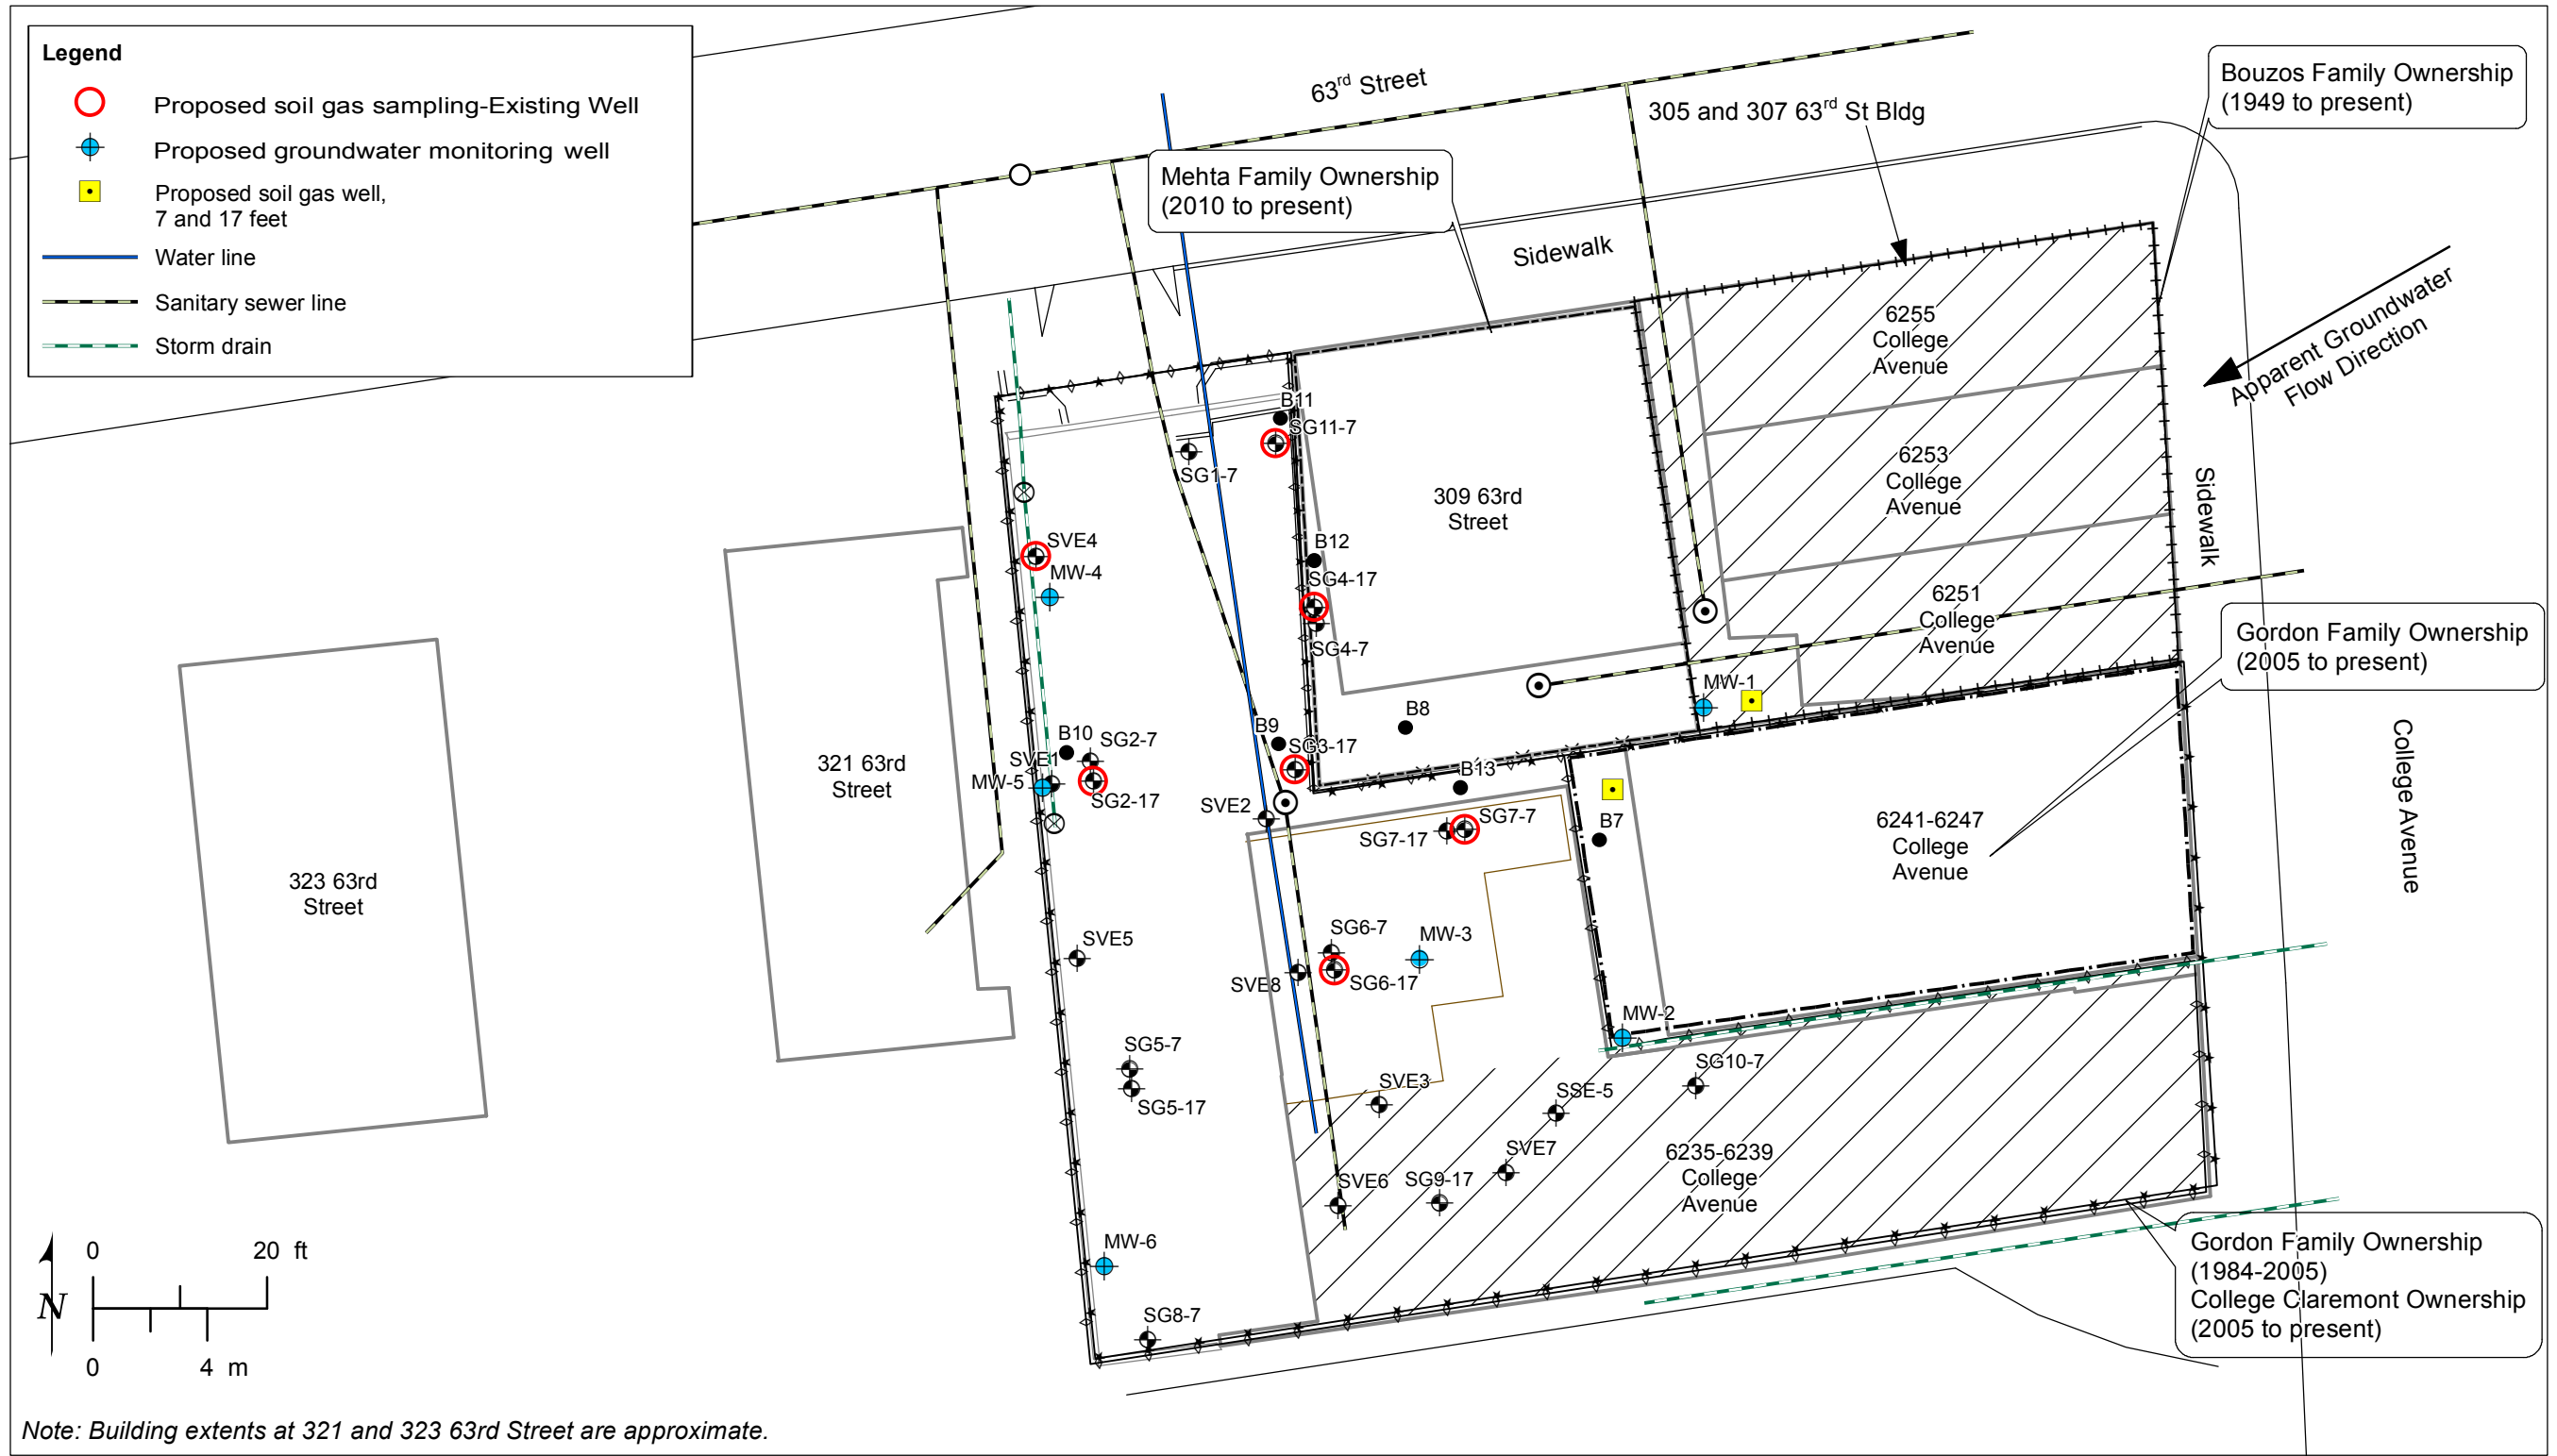 Legend
Proposed soil gas sampling-Existing Well
Proposed groundwater monitoring well
Proposed soil gas well,
7 and 17 feet
Water line
Sanitary sewer line
Storm drain
63rd Street
305 and 307 63rd St Bldg
Bouzos Family Ownership
(1949 to present)
Mehta Family Ownership
(2010 to present)
Sidewalk
Apparent Groundwater
Flow Direction
6255
College
Avenue
6253
College
Avenue
6251
College
Avenue
Sidewalk
309 63rd
Street
B11
SG11-7
SG1-7
SVE4
MW-4
B12
SG4-17
SG4-7
Gordon Family Ownership
(2005 to present)
MW-1
B8
B9
SG3-17
B10
SG2-7
SVE1
MW-5
SG2-17
321 63rd
Street
B13
SVE2
SG7-7
SG7-17
B7
6241-6247
College
Avenue
College Avenue
323 63rd
Street
SVE5
SG6-7
MW-3
SVE8
SG6-17
MW-2
SG5-7
SG5-17
SVE3
SSE-5
SG10-7
SVE7
SVE6
SG9-17
6235-6239
College
Avenue
MW-6
SG8-7
Gordon Family Ownership
(1984-2005)
College Claremont Ownership
(2005 to present)
0 20 ft
N
0 4 m
Note: Building extents at 321 and 323 63rd Street are approximate.